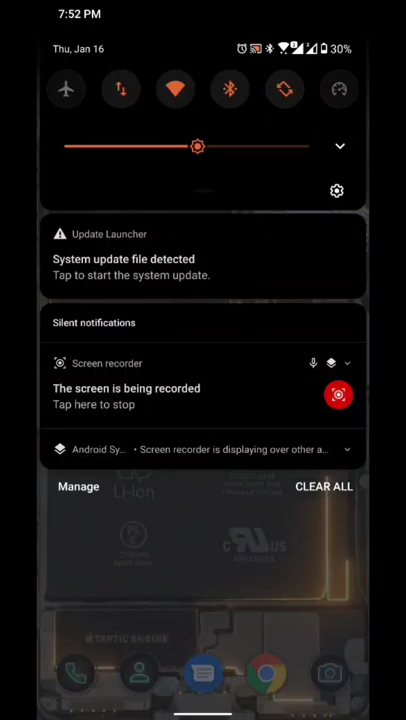 7:52 PM
Thu, Jan 16
30%
Update Launcher
System update file detected
Tap to start the system update.
Silent notifications
Screen recorder
The screen is being recorded
Tap here to stop
Android Sy... • Screen recorder is displaying over other a...
Manage
CLEAR ALL
Li-Ion
TAPTIC ENGINE